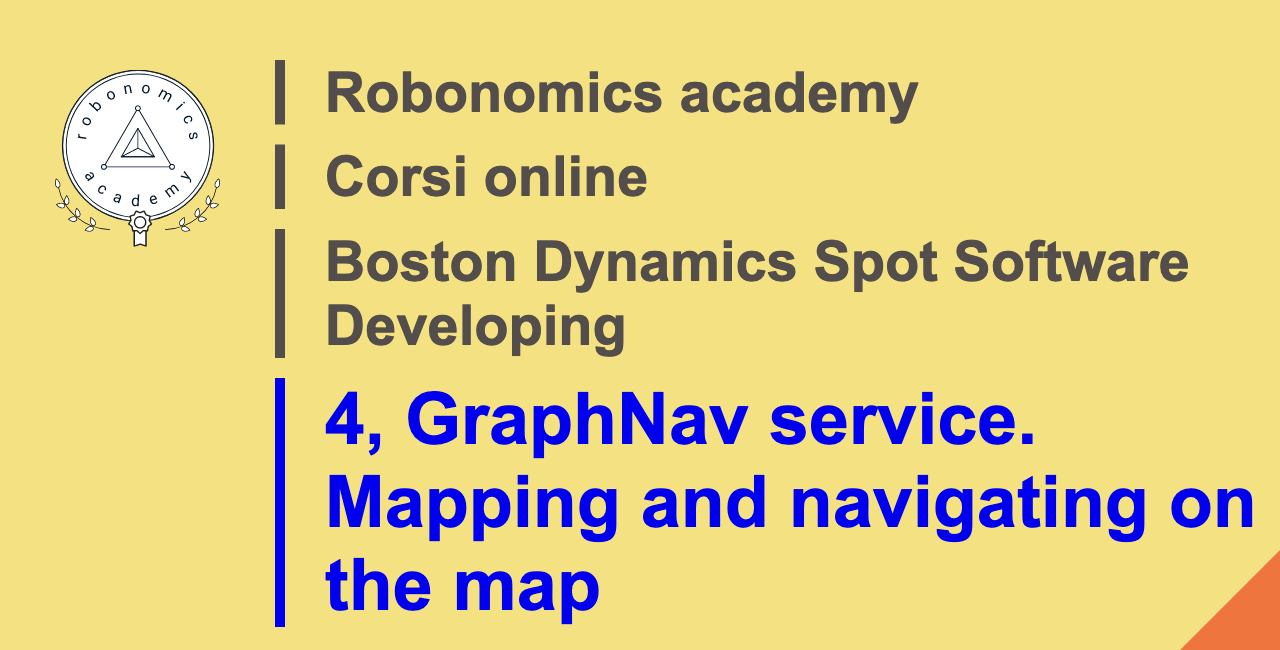 robonomics
academy
Robonomics academy
Corsi online
Boston Dynamics Spot Software
Developing
4, GraphNav service.
Mapping and navigating on
the map